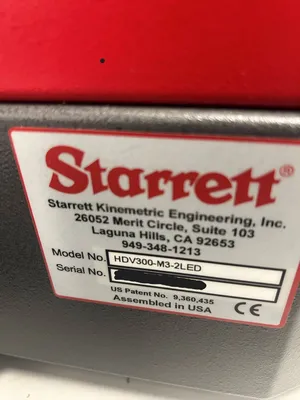 Starrett®
Starrett Kinemetric Engineering, Inc.
26052 Merit Circle, Suite 103
Laguna Hills, CA 92653
949-348-1213
Model No. HDV300-M3-2LED
Serial No.
US Patent No. 9,360,435
Assembled in USA CE